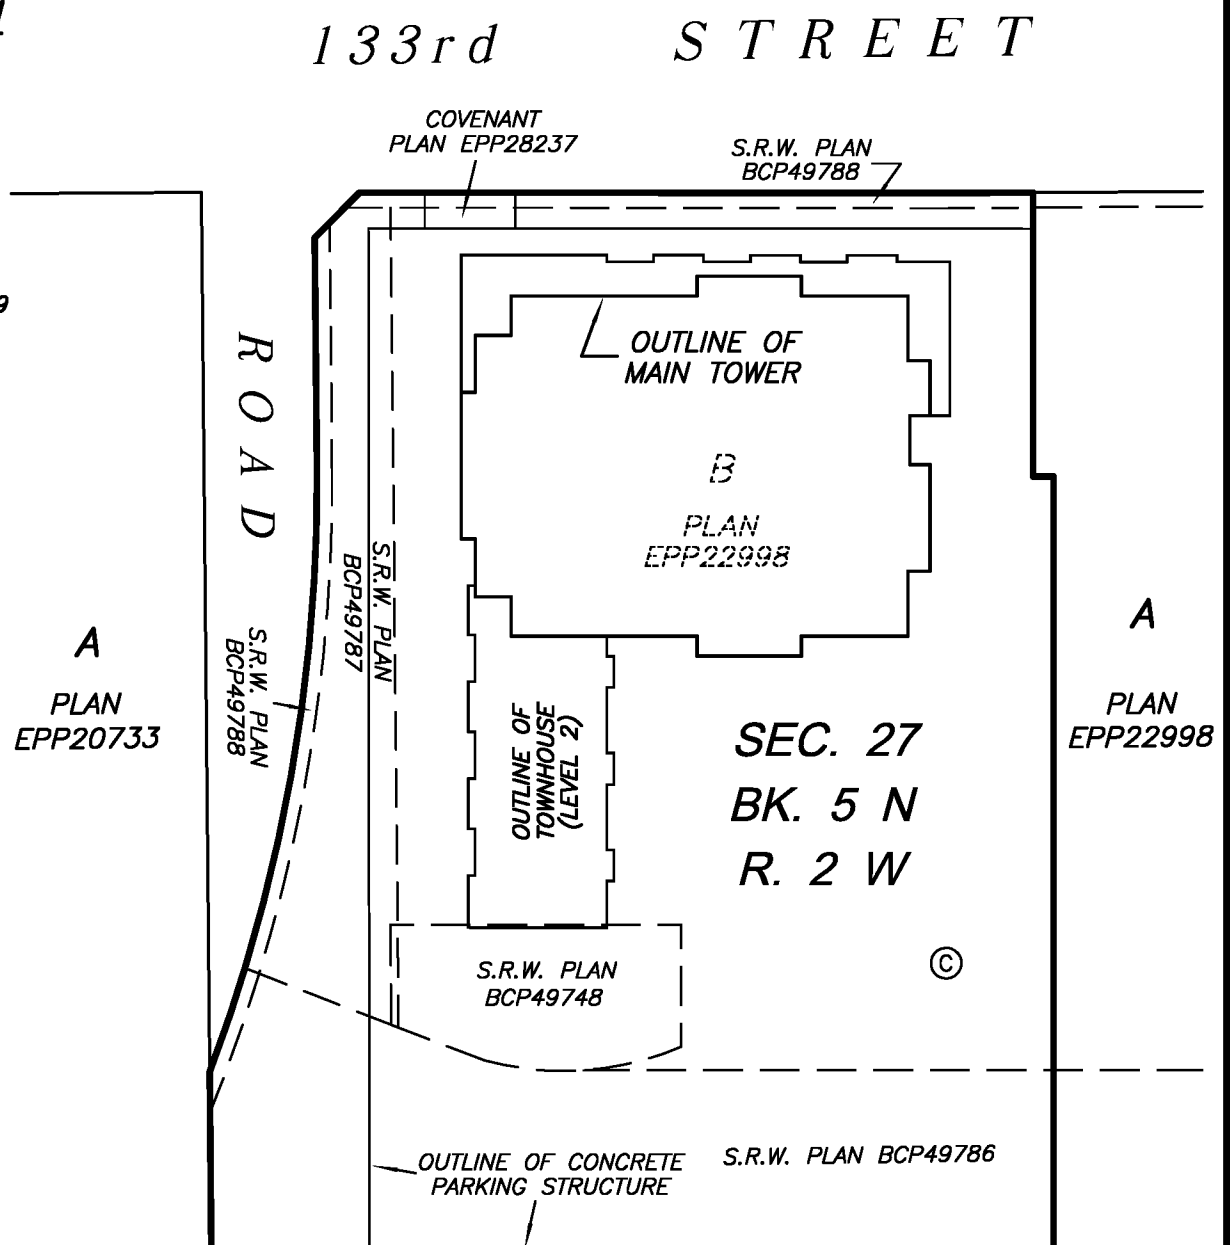 133rd STREET
COVENANT
PLAN EPP28237
S.R.W. PLAN
BCP49788
9
ROAD
OUTLINE OF
MAIN TOWER
B
PLAN
EPP22998
S.R.W. PLAN
BCP49787
S.R.W. PLAN
BCP49788
A
PLAN
EPP20733
A
PLAN
EPP22998
OUTLINE OF
TOWNHOUSE
(LEVEL 2)
SEC. 27
BK. 5 N
R. 2 W
C
S.R.W. PLAN
BCP49748
OUTLINE OF CONCRETE
PARKING STRUCTURE
S.R.W. PLAN BCP49786